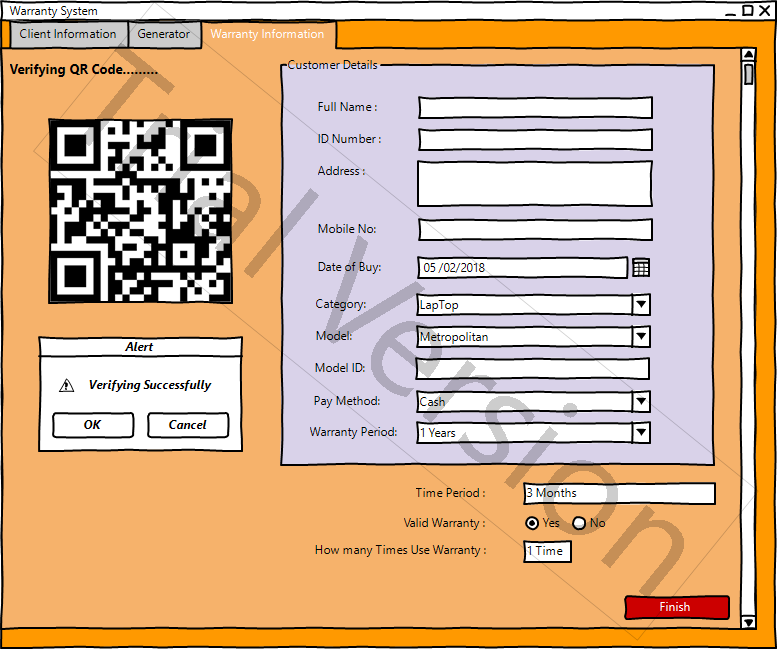 Warranty System
Client Information
Generator
Warranty Information
Verifying QR Code.........
Customer Details
Full Name :
ID Number :
Address :
Mobile No:
Date of Buy: 05 /02/2018
Category: LapTop
Model: Metropolitan
Model ID:
Pay Method: Cash
Warranty Period: 1 Years
Alert
Verifying Successfully
OK Cancel
Time Period : 3 Months
Valid Warranty : Yes No
How many Times Use Warranty : 1 Time
Finish
Trial Version